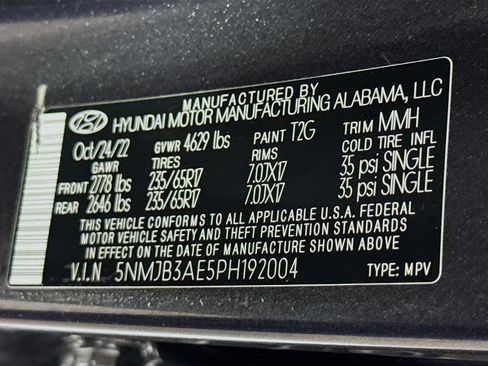 MANUFACTURED BY
HYUNDAI MOTOR MANUFACTURING ALABAMA, LLC
Oct/24/22 GVWR 4629 lbs PAINT T2G TRIM MMH
GAWR TIRES RIMS COLD TIRE INFL
FRONT 2778 lbs 235/65R17 7.0JX17 35 psi SINGLE
REAR 2646 lbs 235/65R17 7.0JX17 35 psi SINGLE
THIS VEHICLE CONFORMS TO ALL APPLICABLE U.S.A. FEDERAL
MOTOR VEHICLE SAFETY AND THEFT PREVENTION STANDARDS
IN EFFECT ON THE DATE OF MANUFACTURE SHOWN ABOVE.
V.I.N 5NMJB3AE5PH192004 TYPE: MPV